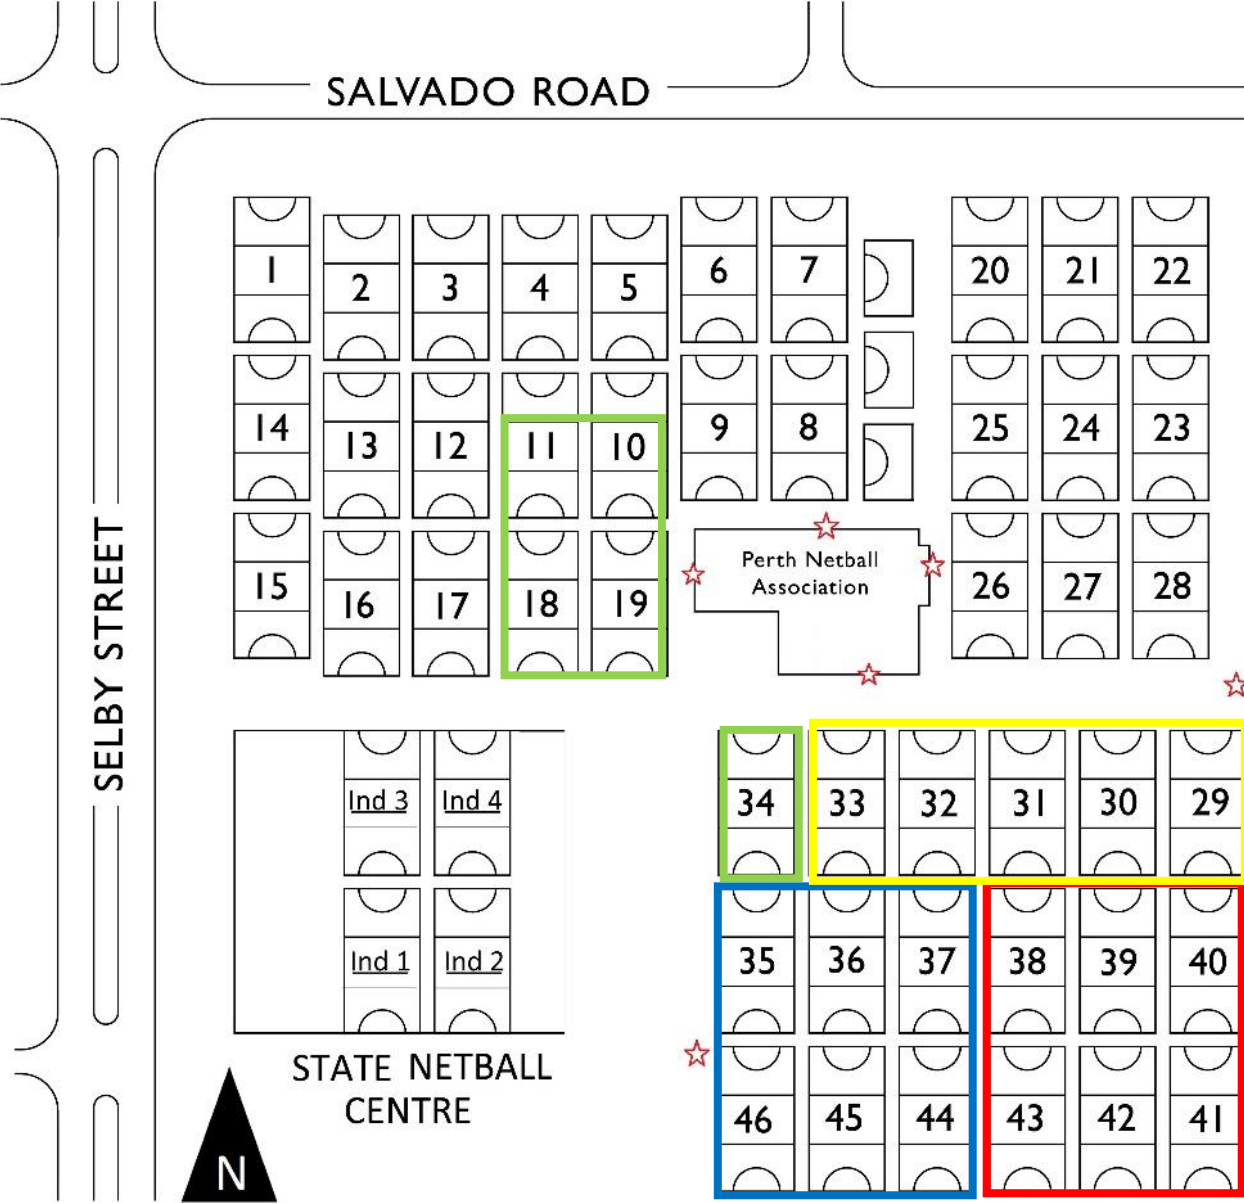 SALVADO ROAD
1 2 3 4 5 6 7 20 21 22
14 13 12 11 10 9 8 25 24 23
SELBY STREET
15 16 17 18 19 26 27 28
Perth Netball
Association
34 33 32 31 30 29
Ind 3 Ind 4
35 36 37 38 39 40
Ind 1 Ind 2
STATE NETBALL
CENTRE
46 45 44 43 42 41
N